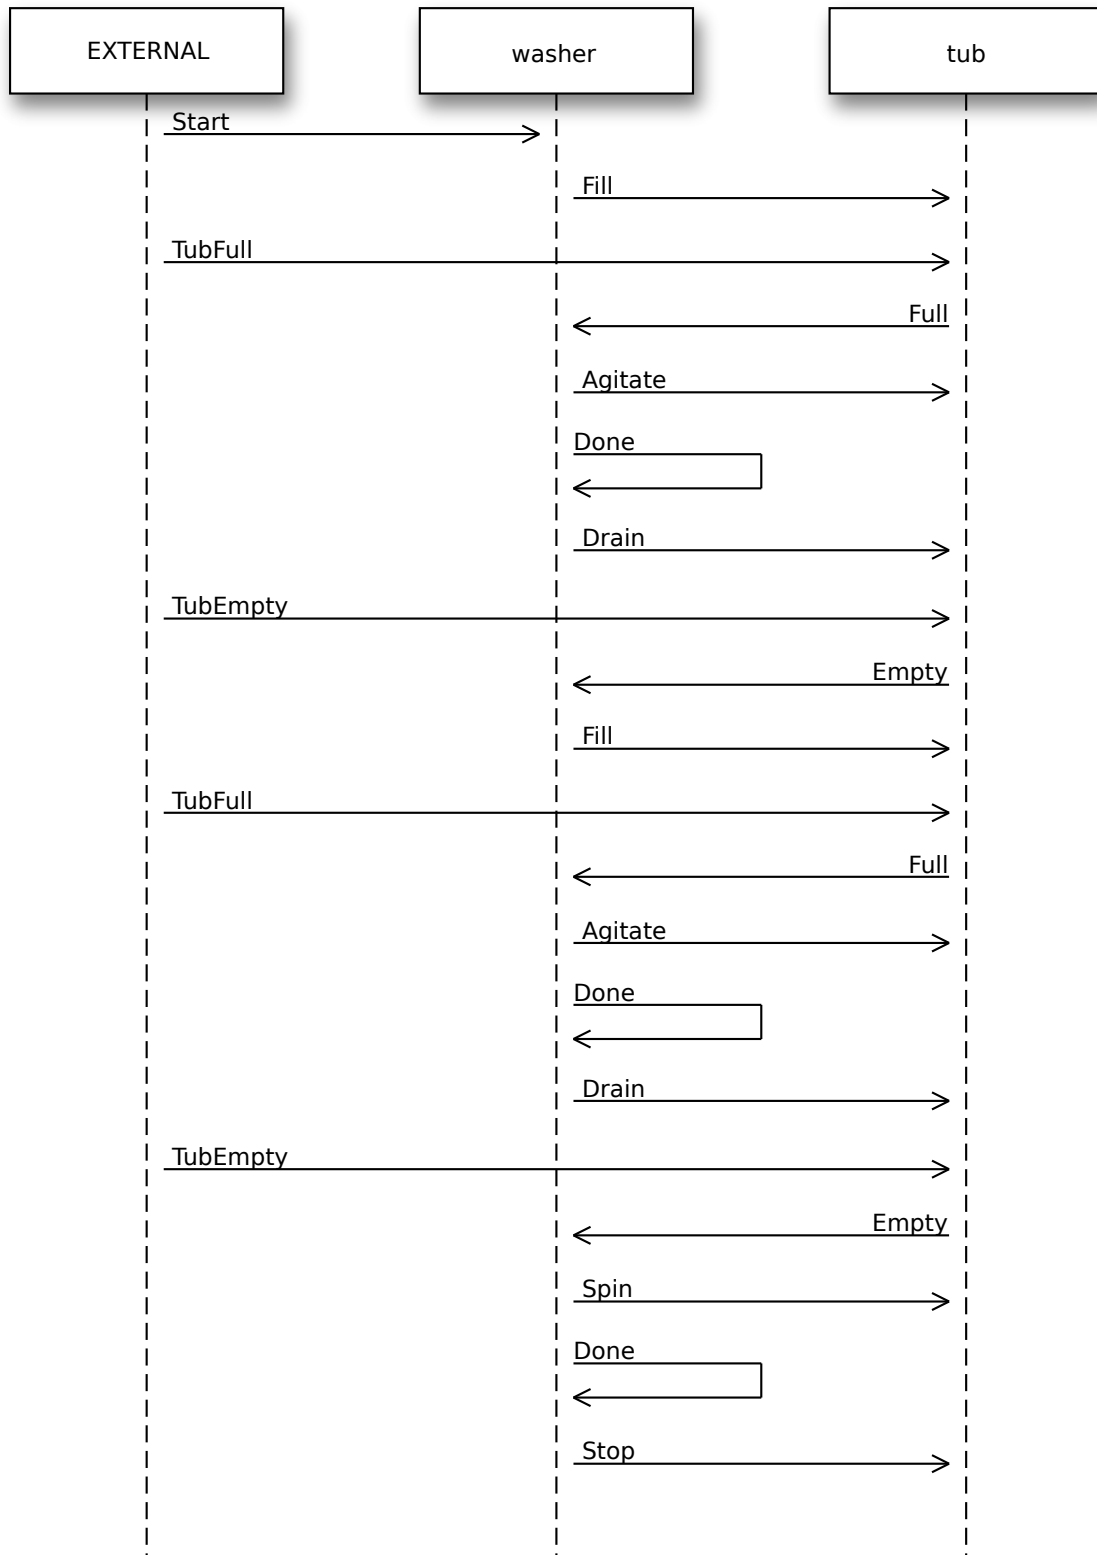 EXTERNAL
washer
tub
Start
Fill
TubFull
Full
Agitate
Done
Drain
TubEmpty
Empty
Fill
TubFull
Full
Agitate
Done
Drain
TubEmpty
Empty
Spin
Done
Stop